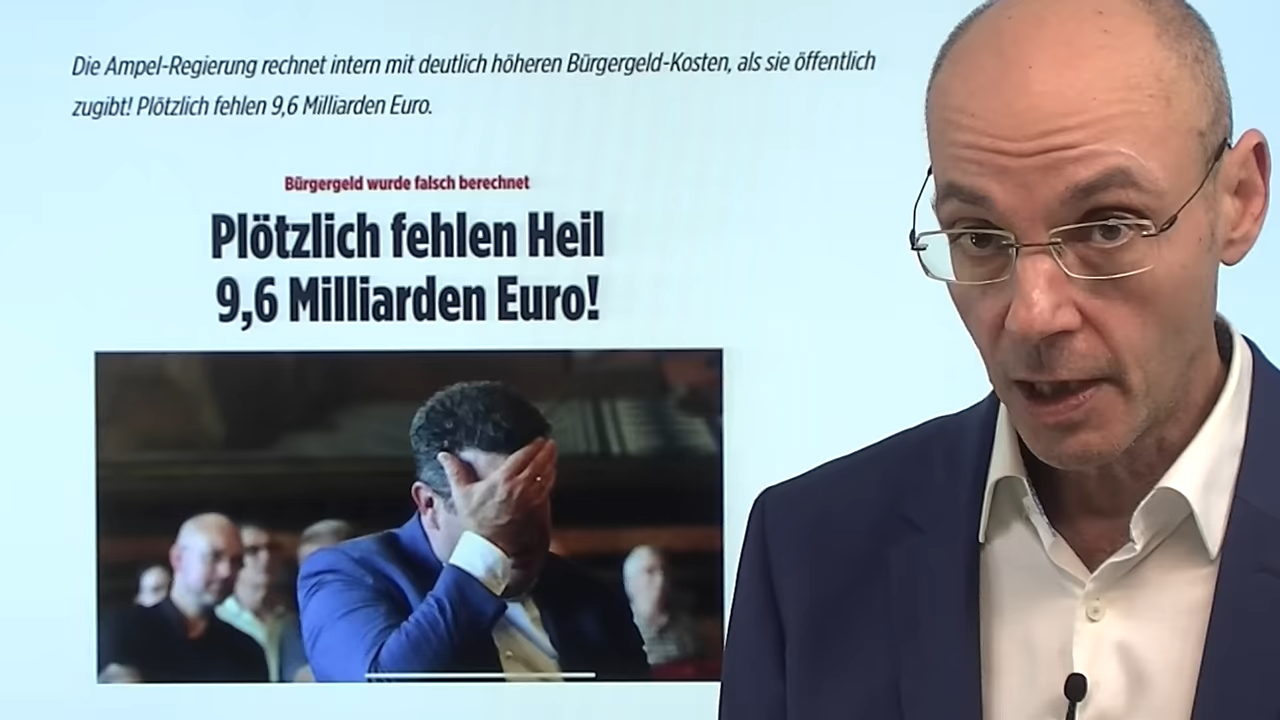 Die Ampel-Regierung rechnet intern mit deutlich höheren Bürgergeld-Kosten, als sie öffentlich
zugibt! Plötzlich fehlen 9,6 Milliarden Euro.
Bürgergeld wurde falsch berechnet
Plötzlich fehlen Heil
9,6 Milliarden Euro!